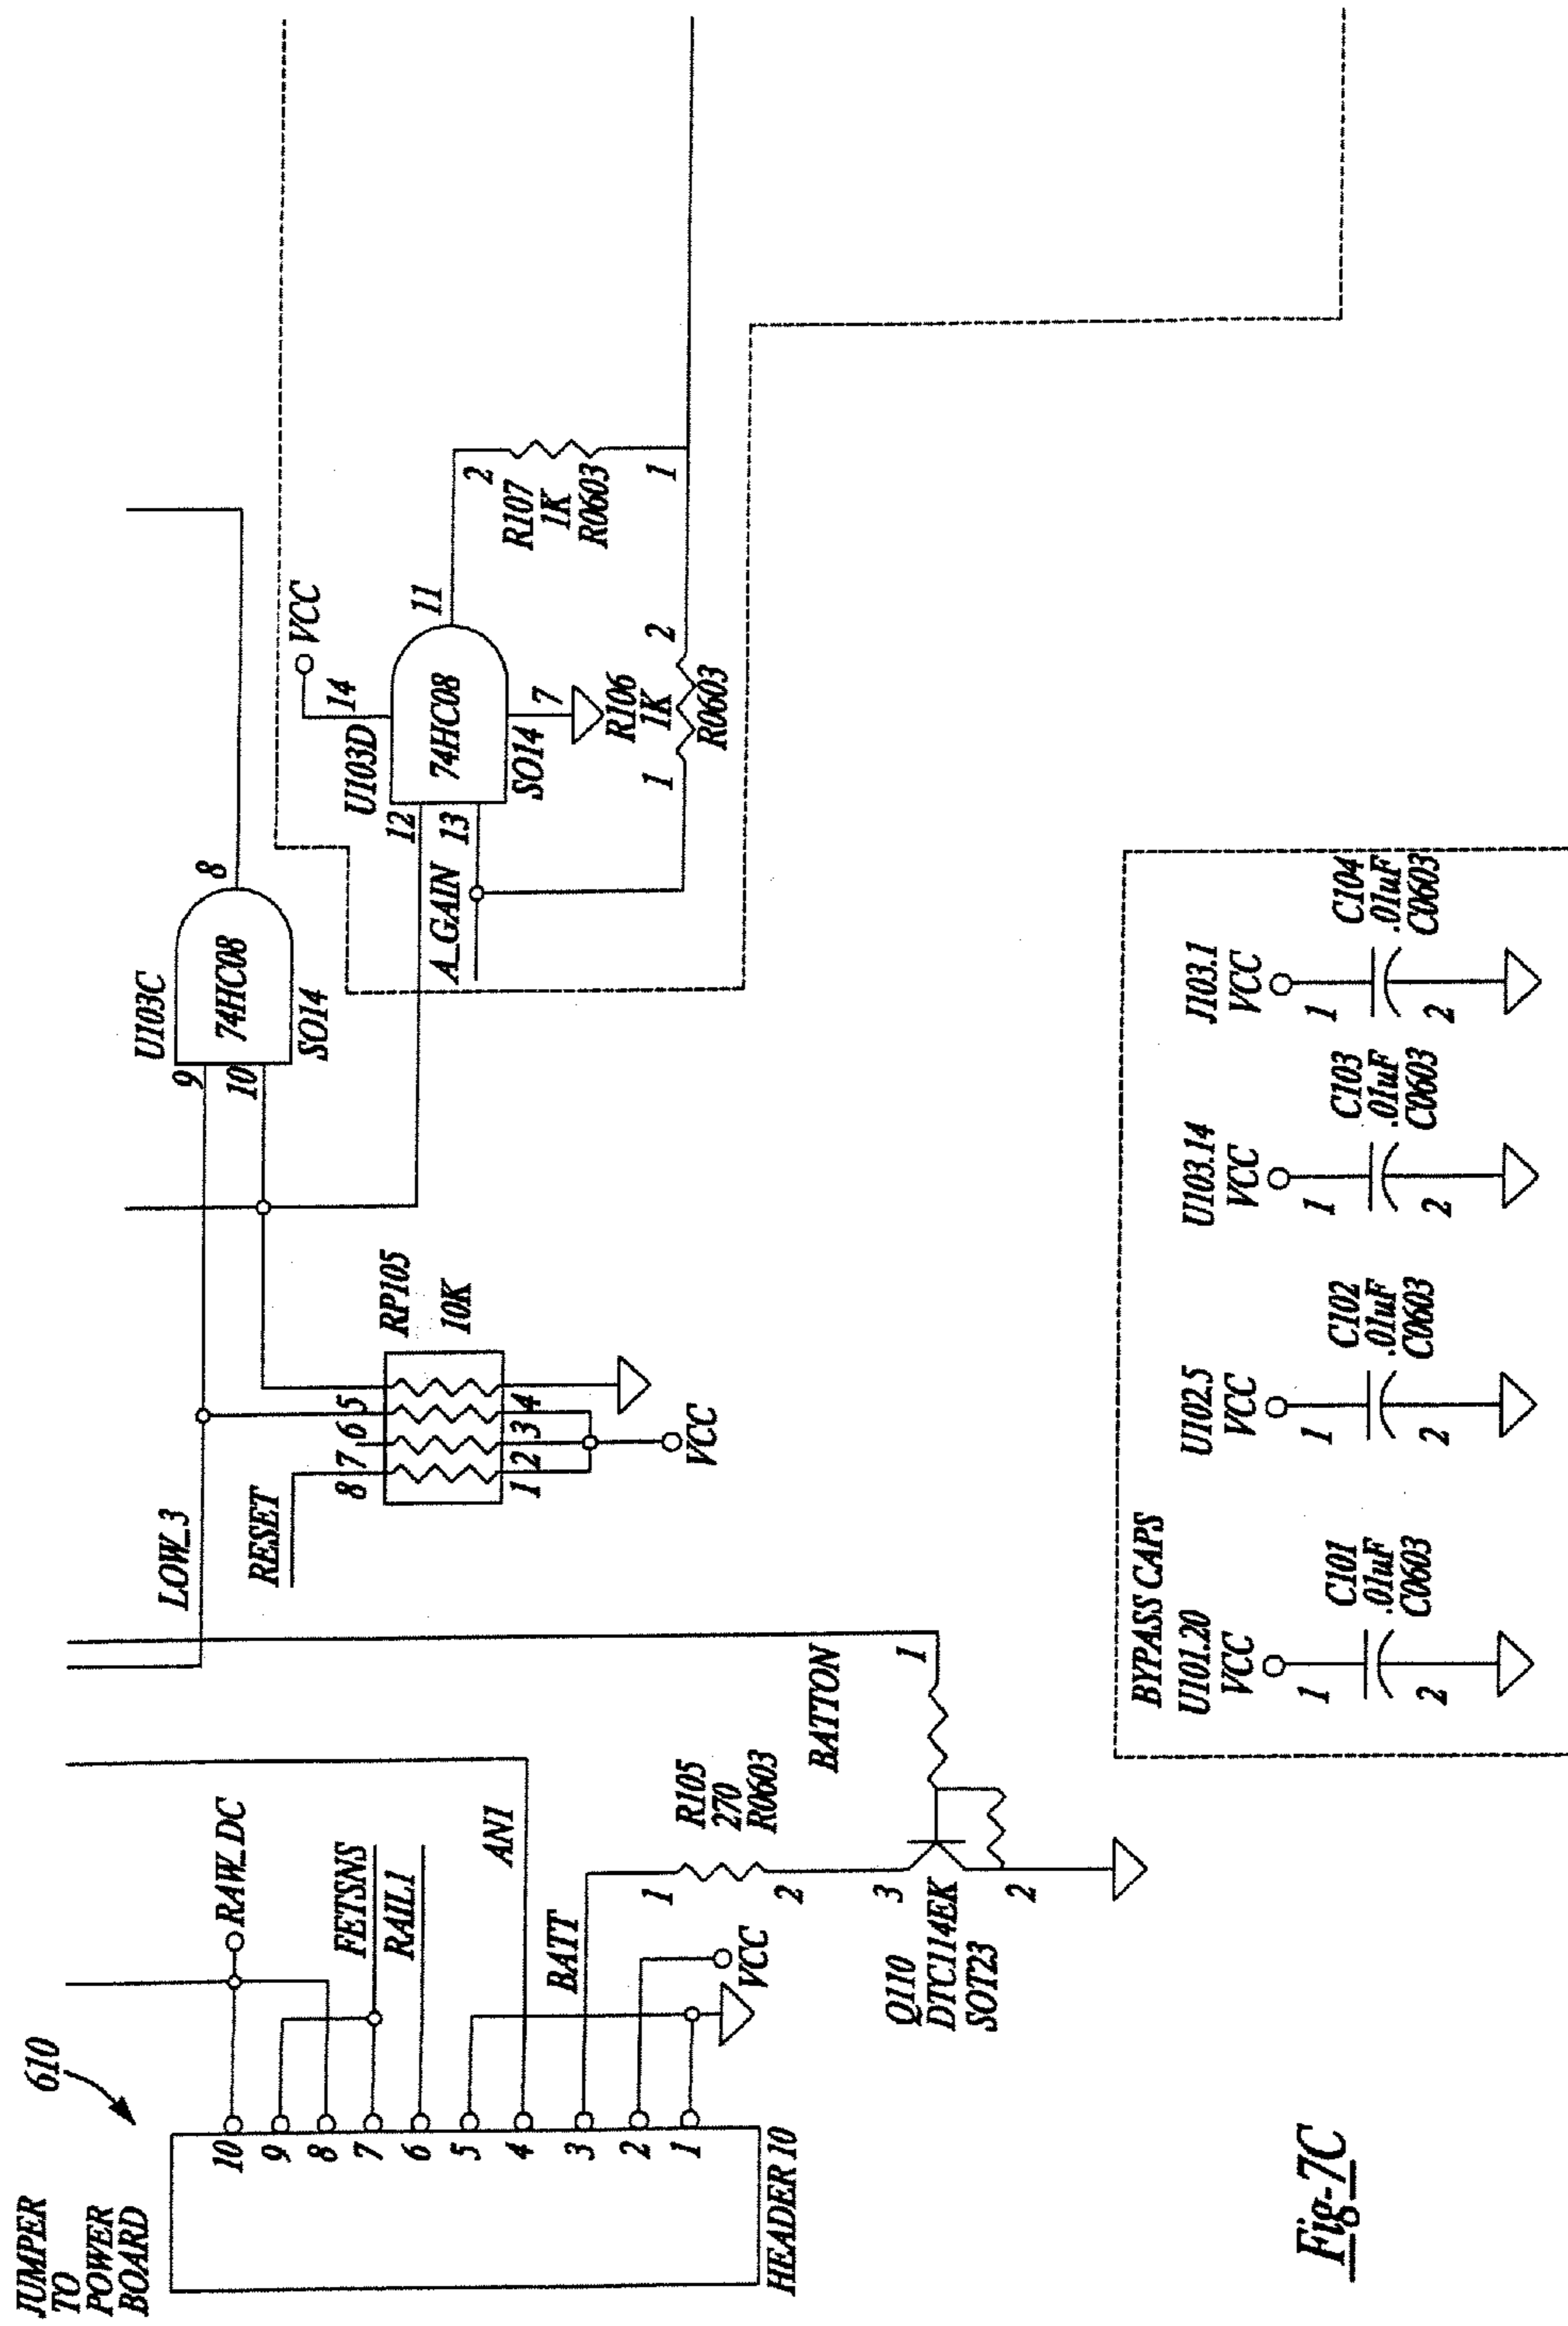 JUMPER
TO
POWER
BOARD
610
10
9
8
7
6
5
4
3
2
1
HEADER 10
RAW_DC
FETSNS
RAIL1
AN1
BATT
VCC
R105
270
R0603
1
2
BATTON
1
3
2
Q110
DTC114EK
SOT23
LOW_3
RESET
8
7
6
5
1
2
3
4
RP105
10K
VCC
U103C
9
10
74HC08
8
SO14
A_GAIN
U103D
12
13
74HC08
14
VCC
11
SO14
7
R106
1K
R0603
1
2
R107
1K
R0603
2
1
BYPASS CAPS
U101.20
VCC
1
2
C101
.01uF
C0603
U102.5
VCC
1
2
C102
.01uF
C0603
U103.14
VCC
1
2
C103
.01uF
C0603
J103.1
VCC
1
2
C104
.01uF
C0603
Fig-7C